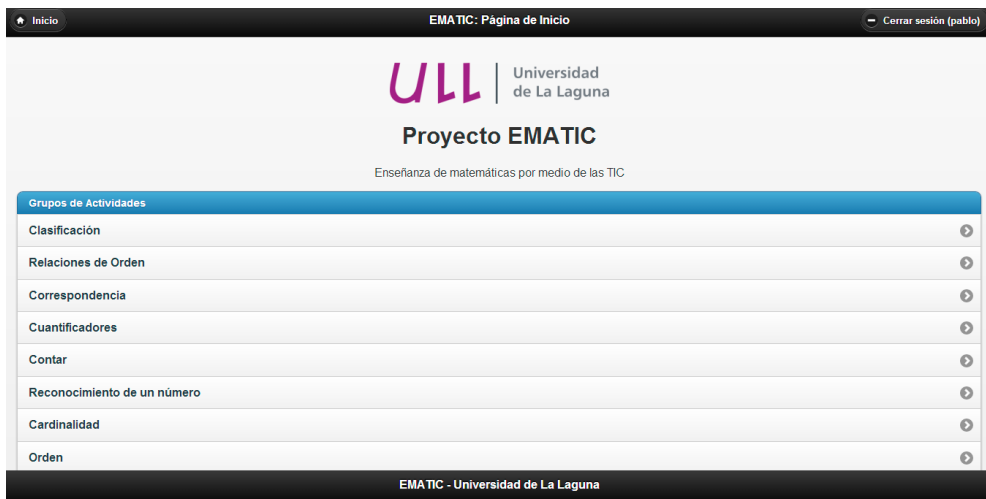 Inicio
EMATIC: Página de Inicio
Cerrar sesión (pablo)
ULL
Universidad
de La Laguna
Proyecto EMATIC
Enseñanza de matemáticas por medio de las TIC
Grupos de Actividades
Clasificación
Relaciones de Orden
Correspondencia
Cuantificadores
Contar
Reconocimiento de un número
Cardinalidad
Orden
EMATIC - Universidad de La Laguna